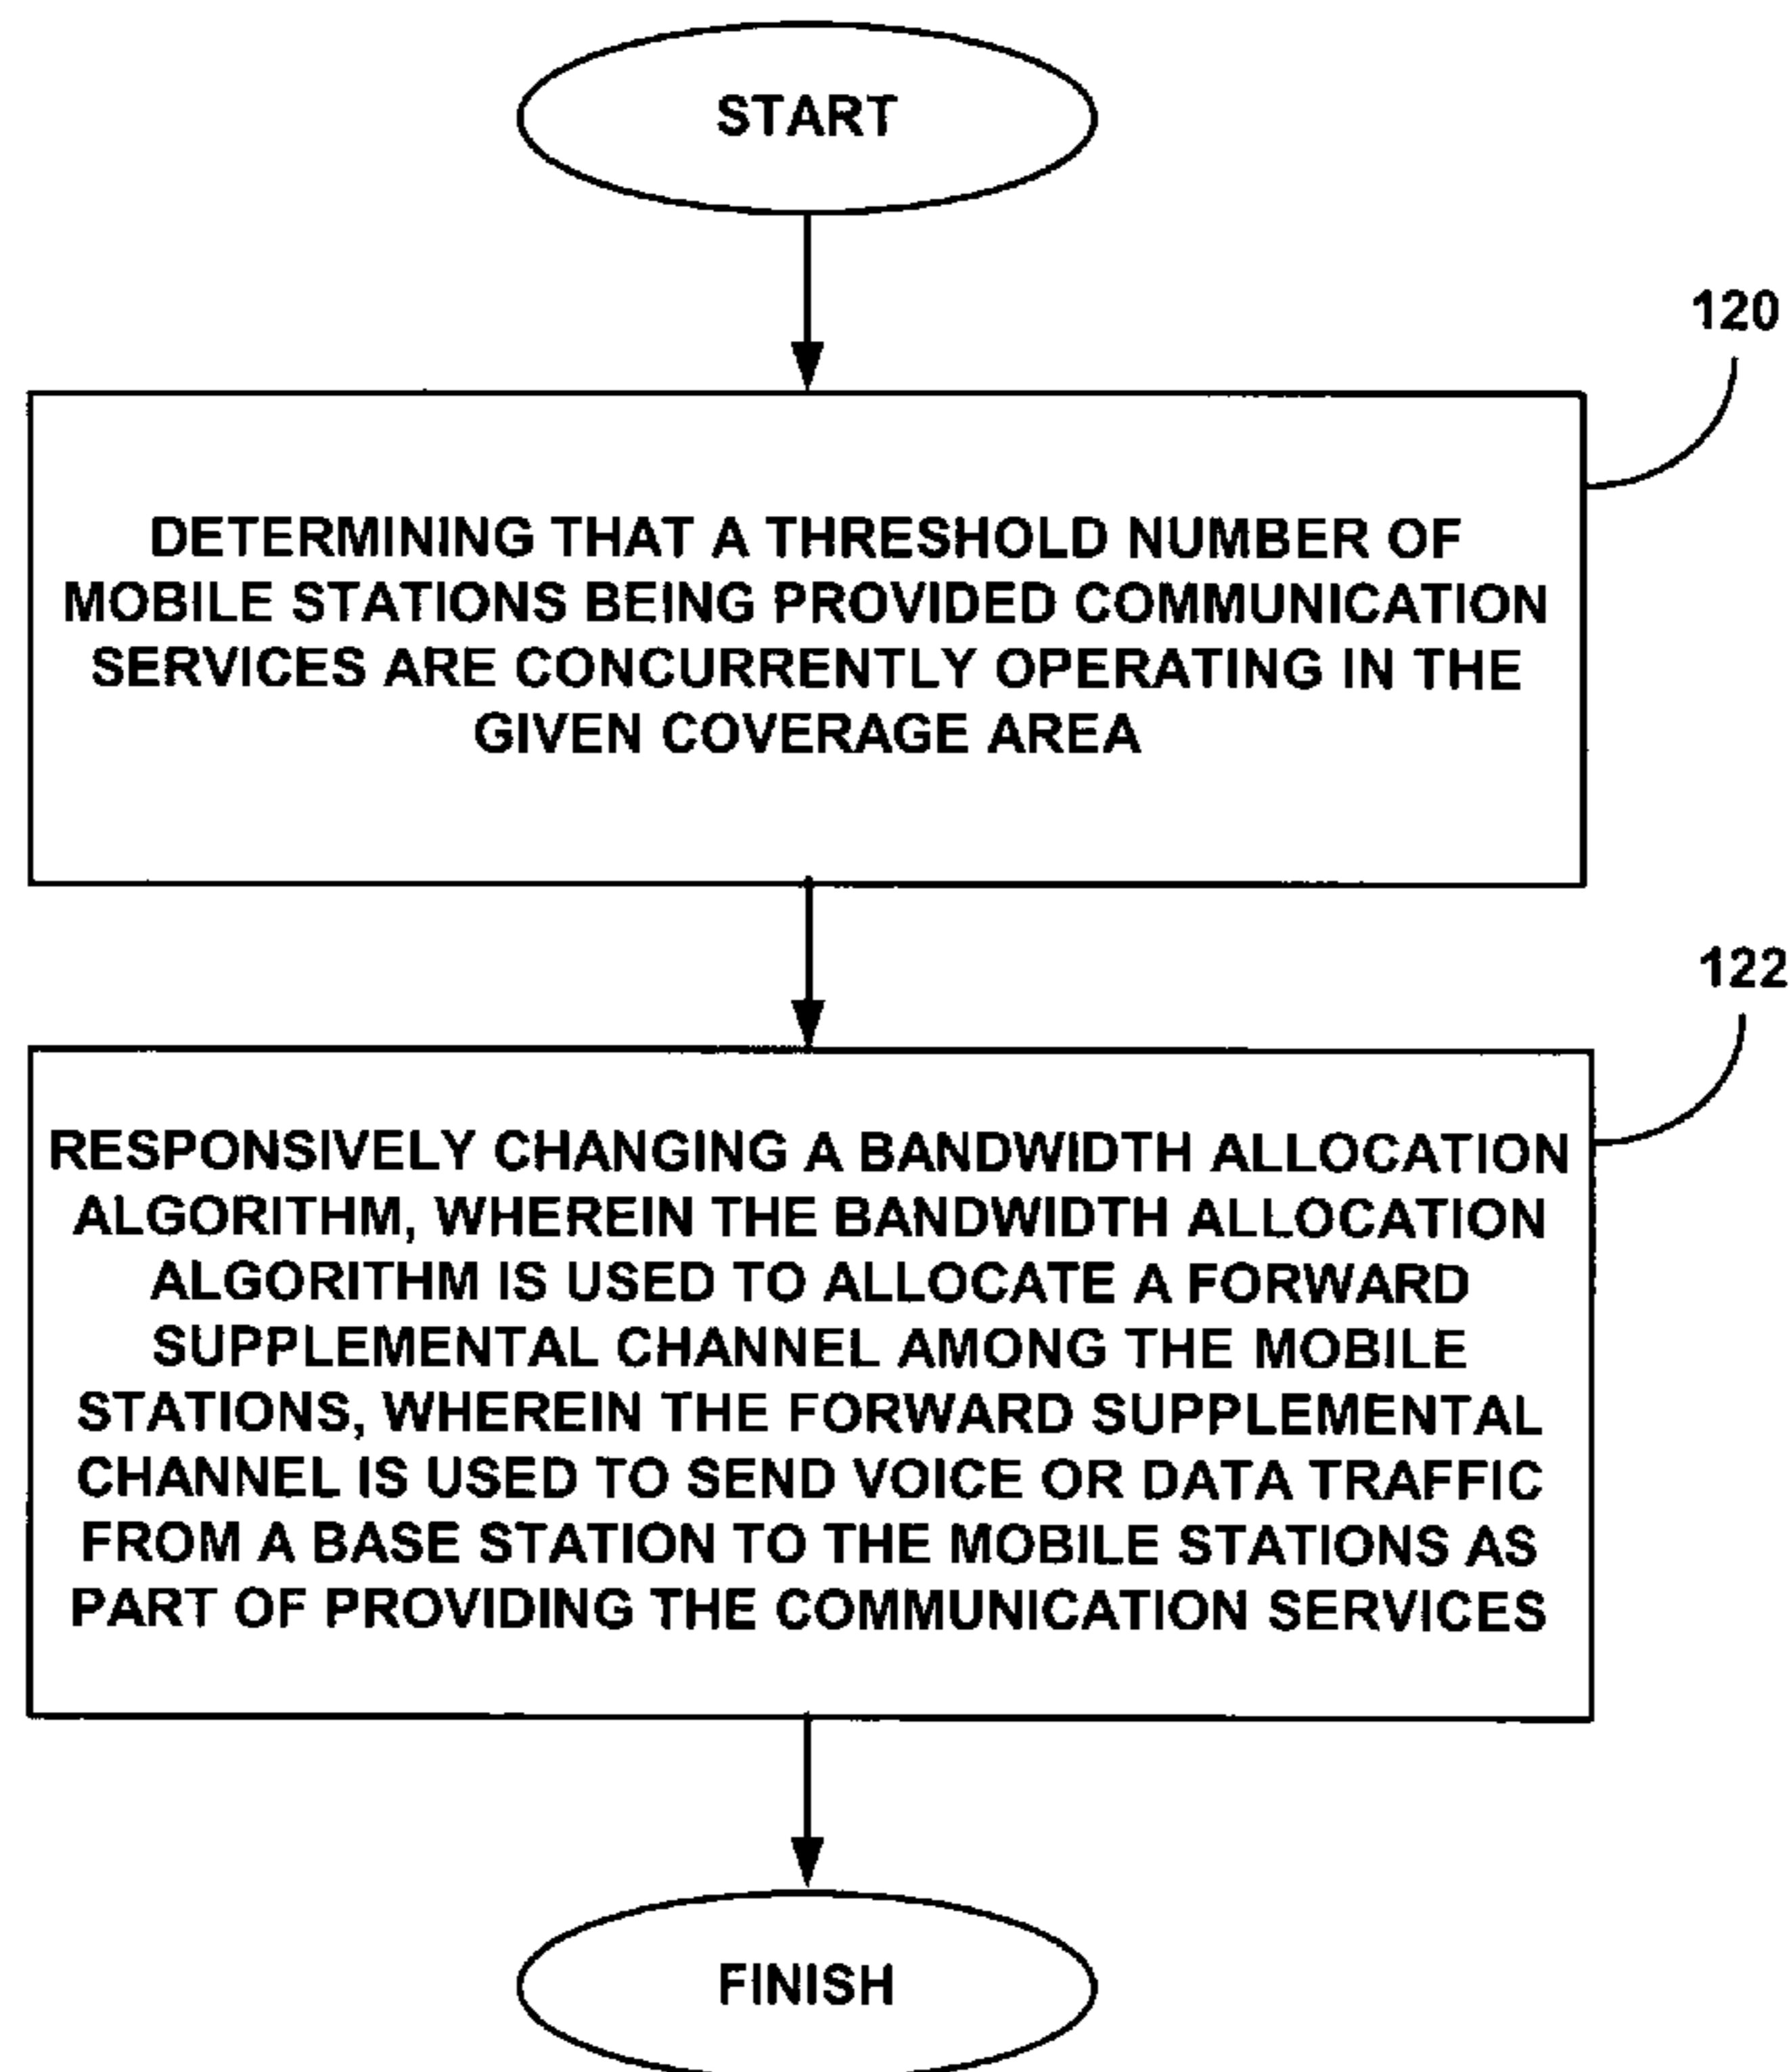 START
120
DETERMINING THAT A THRESHOLD NUMBER OF
MOBILE STATIONS BEING PROVIDED COMMUNICATION
SERVICES ARE CONCURRENTLY OPERATING IN THE
GIVEN COVERAGE AREA
122
RESPONSIVELY CHANGING A BANDWIDTH ALLOCATION
ALGORITHM, WHEREIN THE BANDWIDTH ALLOCATION
ALGORITHM IS USED TO ALLOCATE A FORWARD
SUPPLEMENTAL CHANNEL AMONG THE MOBILE
STATIONS, WHEREIN THE FORWARD SUPPLEMENTAL
CHANNEL IS USED TO SEND VOICE OR DATA TRAFFIC
FROM A BASE STATION TO THE MOBILE STATIONS AS
PART OF PROVIDING THE COMMUNICATION SERVICES
FINISH